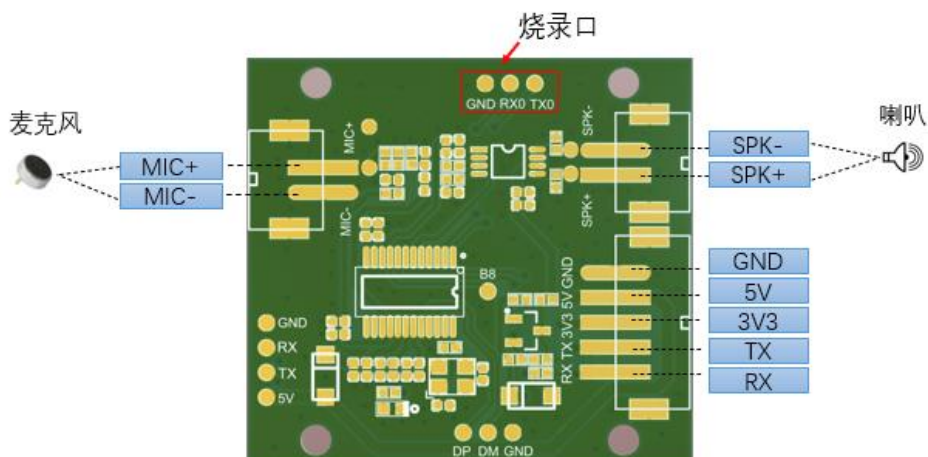 烧录口
GND RX0 TX0
麦克风
喇叭
MIC+
MIC-
MIC+
MIC-
SPK-
SPK+
SPK-
SPK+
B8
GND
5V
3V3
TX
RX
GND
5V
3V3
TX
RX
GND
RX
TX
5V
DP DM GND